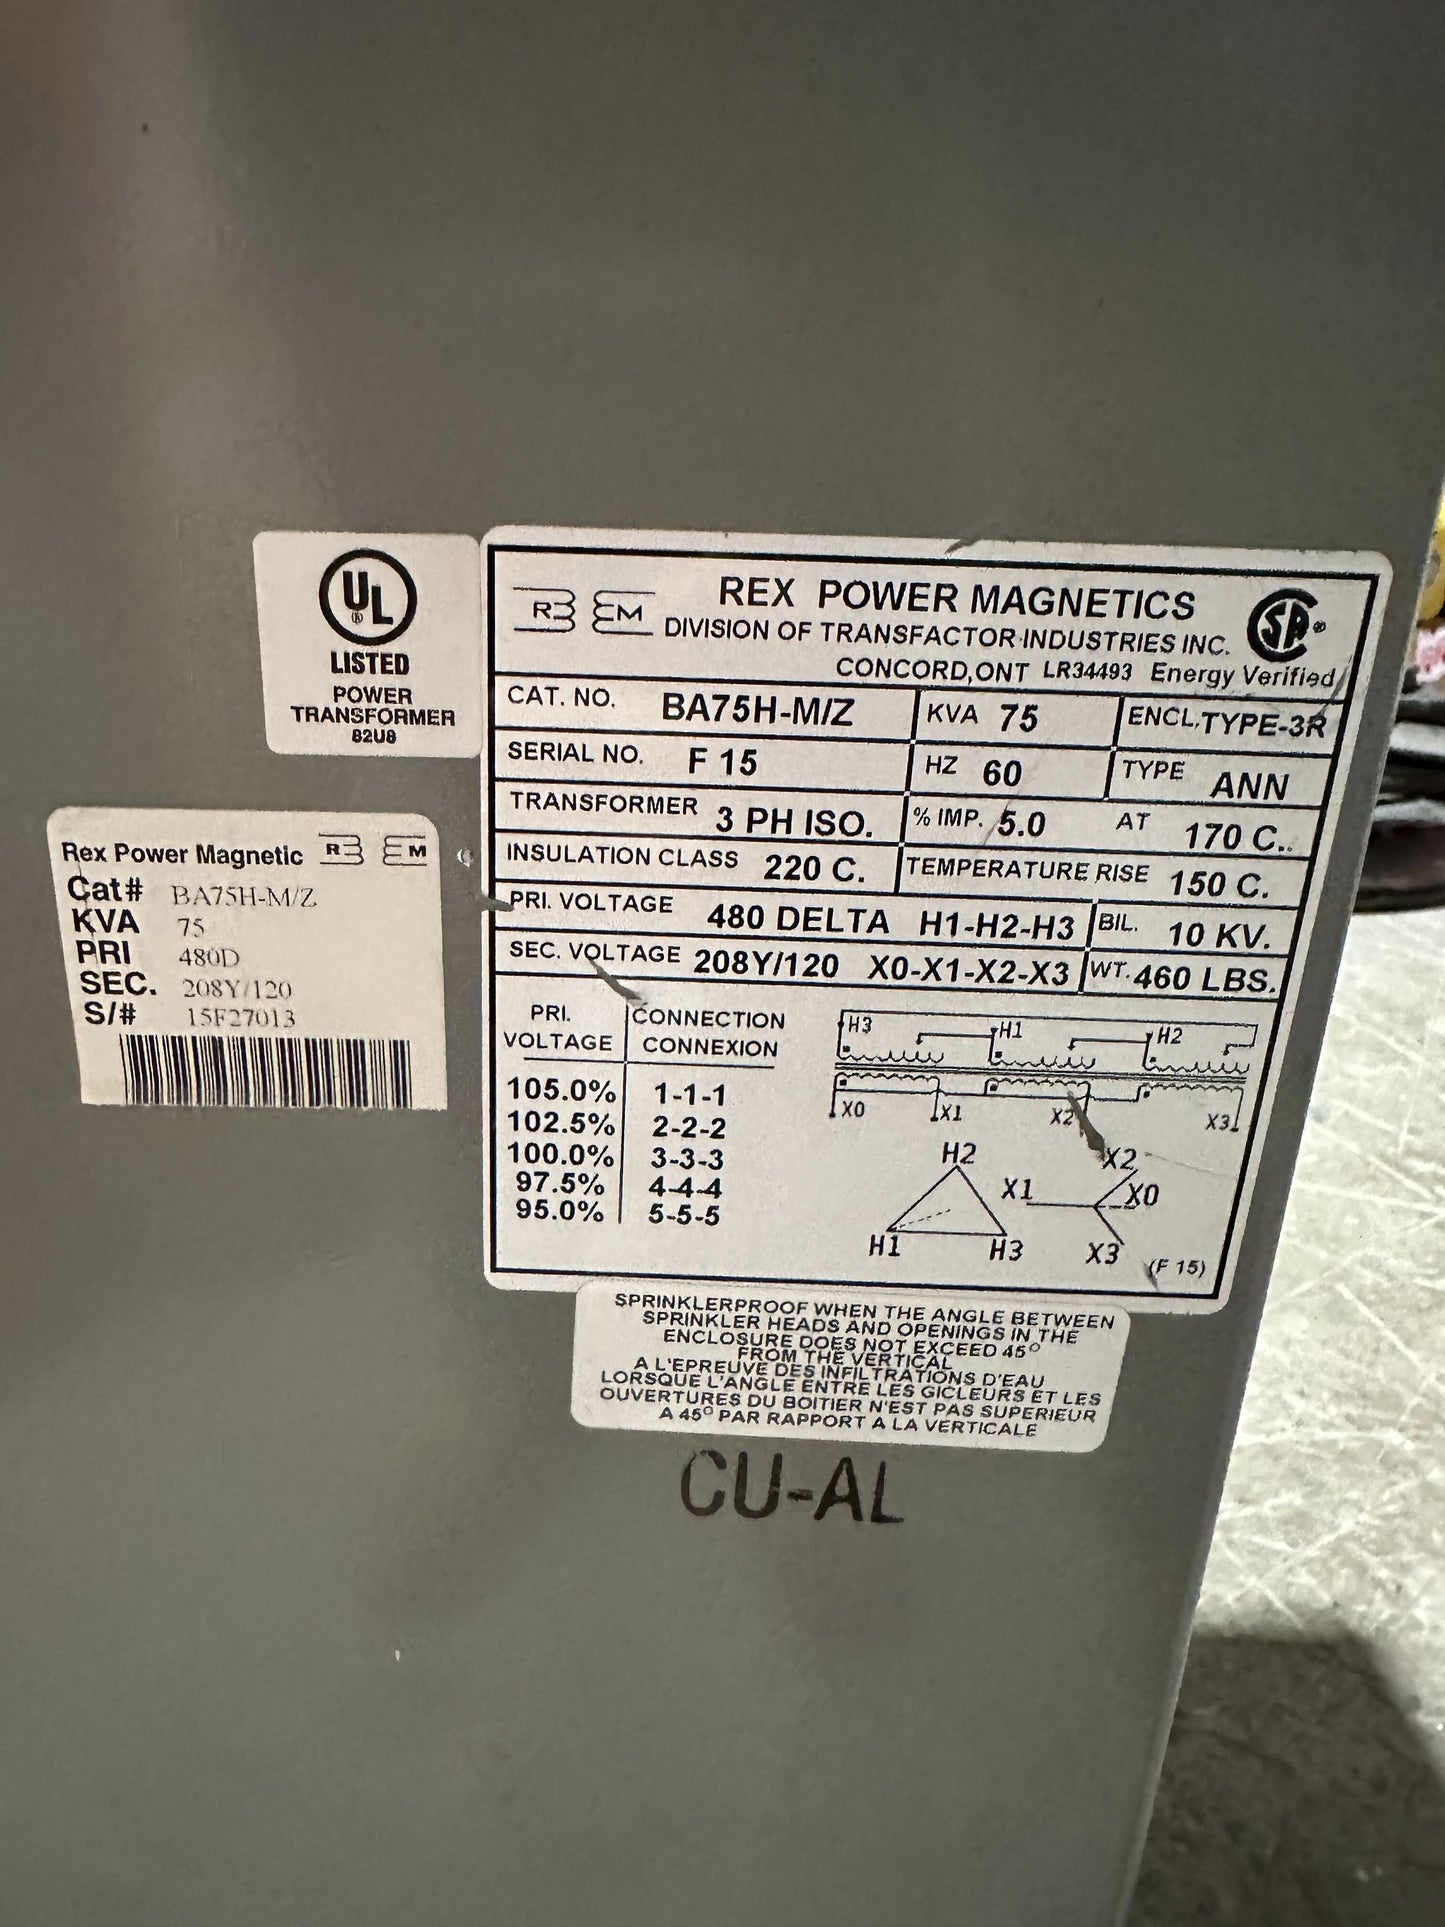 UL
®
LISTED
POWER
TRANSFORMER
82U8
Rex Power Magnetic R EM
Cat# BA75H-M/Z
KVA 75
PRI 480D
SEC. 208Y/120
S/# 15F27013
R EM REX POWER MAGNETICS
DIVISION OF TRANSFACTOR INDUSTRIES INC. SA ®
CONCORD,ONT LR34493 Energy Verified
CAT. NO. BA75H-M/Z KVA 75 ENCL. TYPE-3R
SERIAL NO. F 15 HZ 60 TYPE ANN
TRANSFORMER 3 PH ISO. % IMP. 5.0 AT 170 C..
INSULATION CLASS 220 C. TEMPERATURE RISE 150 C.
PRI. VOLTAGE 480 DELTA H1-H2-H3 BIL. 10 KV.
SEC. VOLTAGE 208Y/120 X0-X1-X2-X3 WT. 460 LBS.
PRI. VOLTAGE CONNECTION CONNEXION
105.0% 1-1-1
102.5% 2-2-2
100.0% 3-3-3
97.5% 4-4-4
95.0% 5-5-5
H3 H1 H2
X0 X1 X2 X3
H2
H1 H3
X2
X1 X0
X3
(F 15)
SPRINKLERPROOF WHEN THE ANGLE BETWEEN
SPRINKLER HEADS AND OPENINGS IN THE
ENCLOSURE DOES NOT EXCEED 45°
FROM THE VERTICAL
A L'EPREUVE DES INFILTRATIONS D'EAU
LORSQUE L'ANGLE ENTRE LES GICLEURS ET LES
OUVERTURES DU BOITIER N'EST PAS SUPERIEUR
A 45° PAR RAPPORT A LA VERTICALE
CU-AL